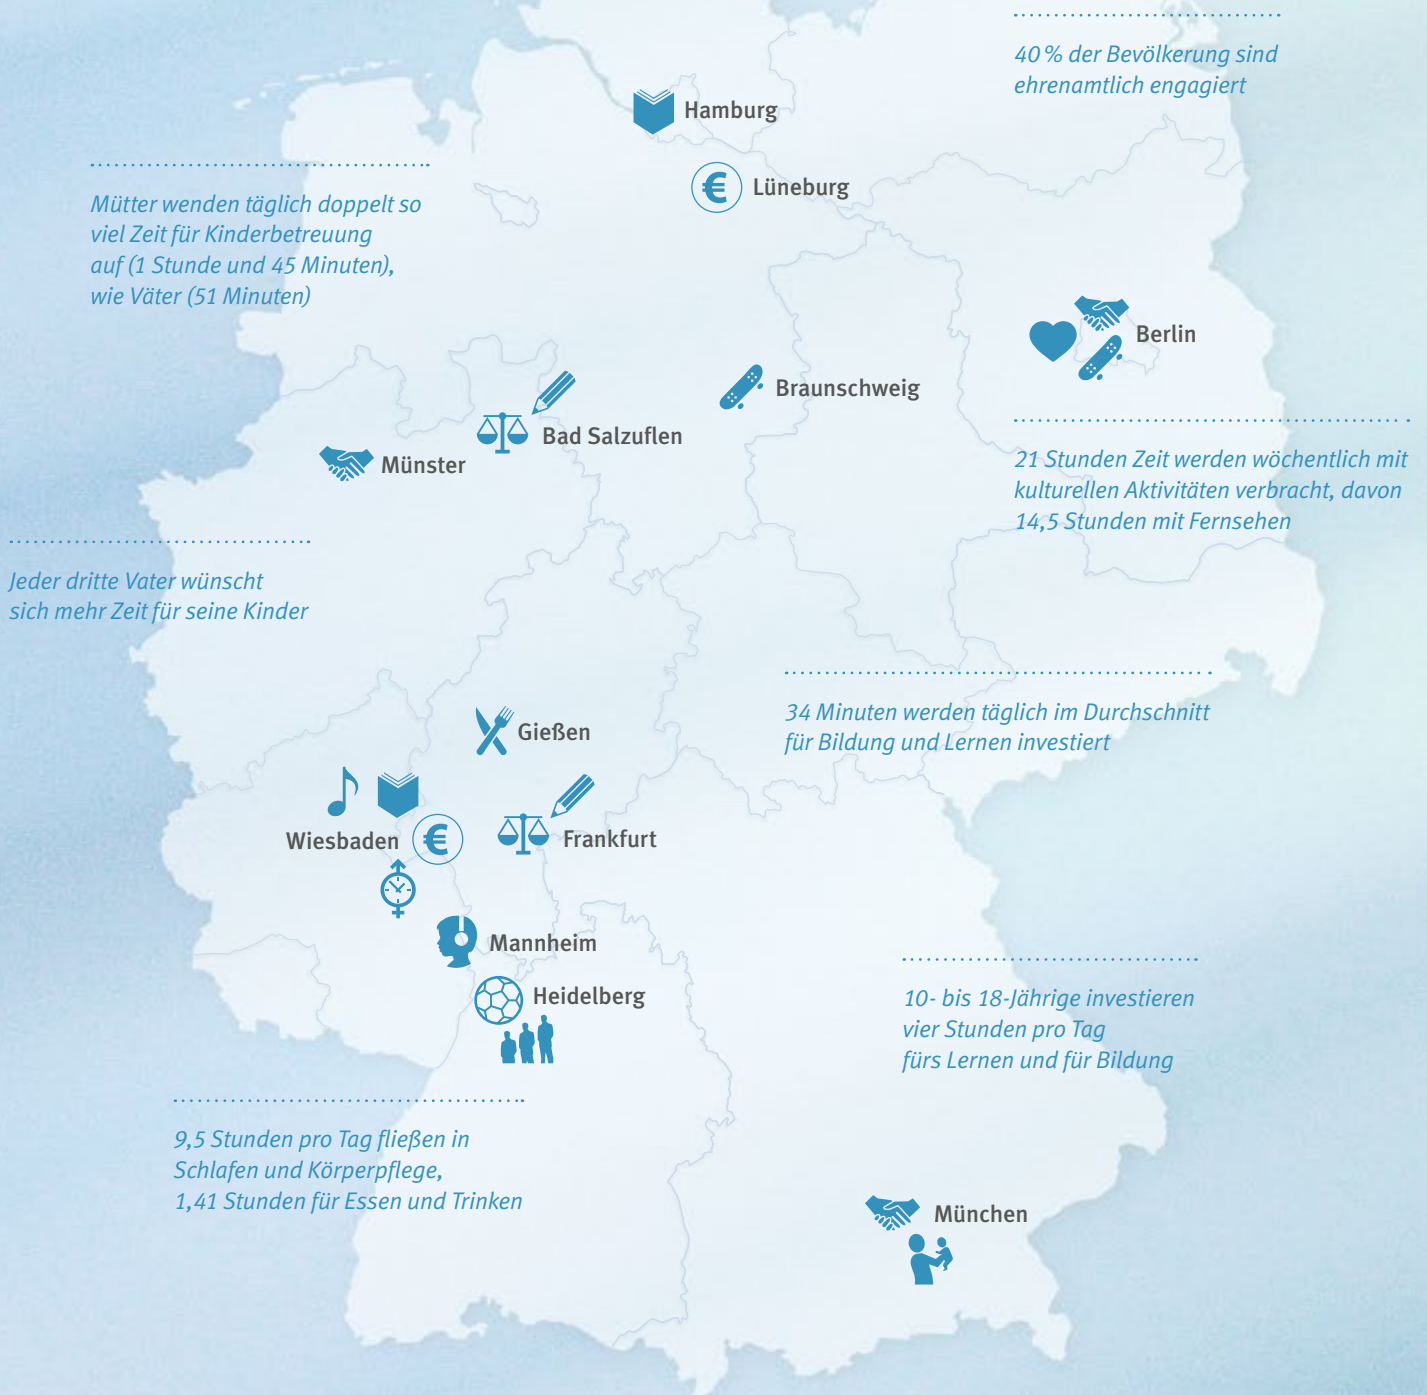 40 % der Bevölkerung sind
ehrenamtlich engagiert
Hamburg
Lüneburg
Mütter wenden täglich doppelt so
viel Zeit für Kinderbetreuung
auf (1 Stunde und 45 Minuten),
wie Väter (51 Minuten)
Berlin
Braunschweig
Bad Salzuflen
Münster
21 Stunden Zeit werden wöchentlich mit
kulturellen Aktivitäten verbracht, davon
14,5 Stunden mit Fernsehen
Jeder dritte Vater wünscht
sich mehr Zeit für seine Kinder
34 Minuten werden täglich im Durchschnitt
für Bildung und Lernen investiert
Gießen
Wiesbaden
Frankfurt
Mannheim
Heidelberg
10- bis 18-Jährige investieren
vier Stunden pro Tag
fürs Lernen und für Bildung
9,5 Stunden pro Tag fließen in
Schlafen und Körperpflege,
1,41 Stunden für Essen und Trinken
München